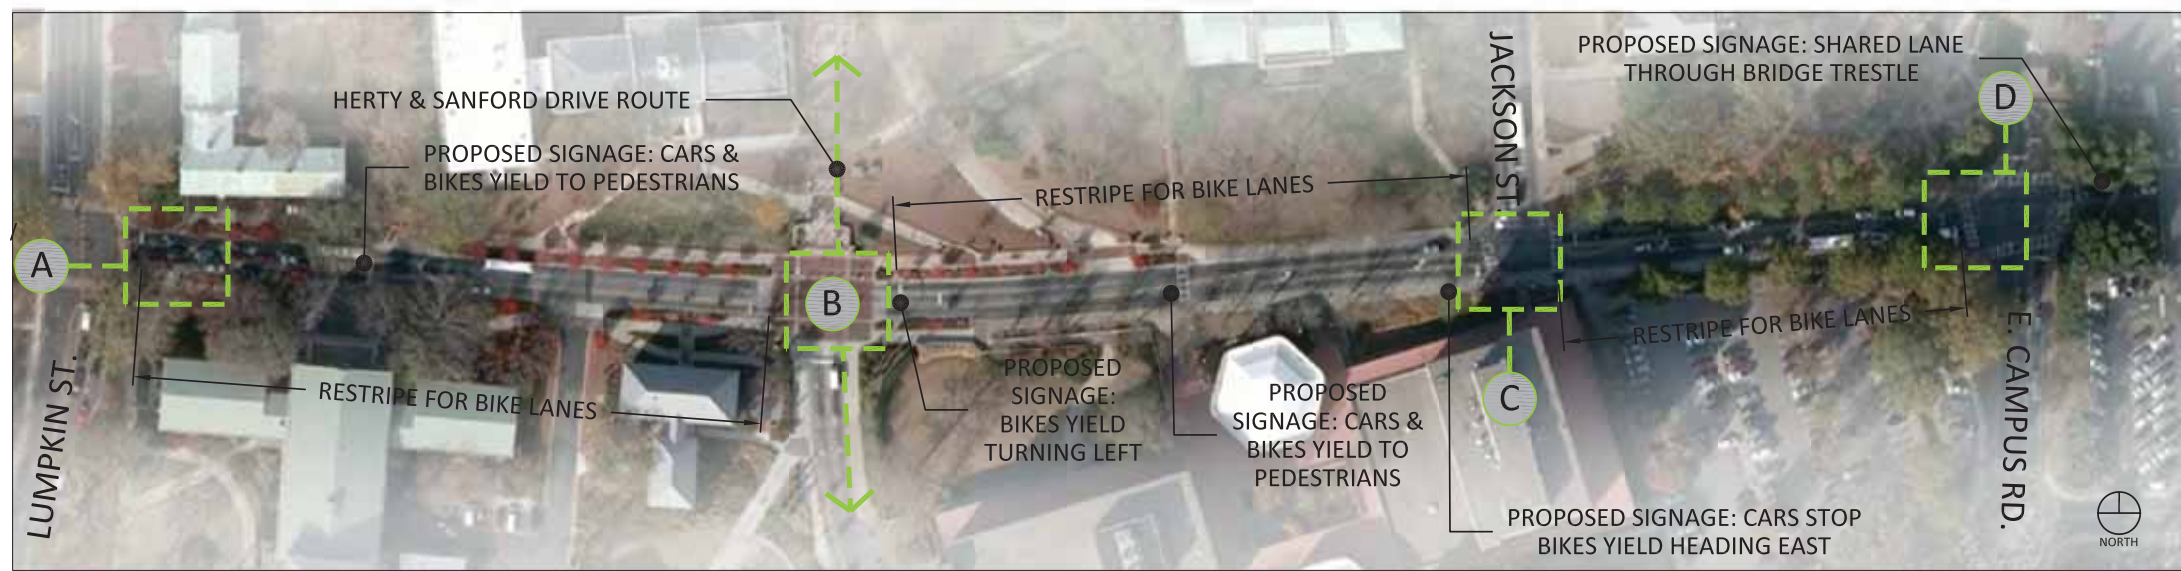 PROPOSED SIGNAGE: SHARED LANE
THROUGH BRIDGE TRESTLE
JACKSON ST.
D
HERTY & SANFORD DRIVE ROUTE
PROPOSED SIGNAGE: CARS &
BIKES YIELD TO PEDESTRIANS
RESTRIPE FOR BIKE LANES
A
B
LUMPKIN ST.
RESTRIPE FOR BIKE LANES
PROPOSED
SIGNAGE:
BIKES YIELD
TURNING LEFT
PROPOSED
SIGNAGE: CARS &
BIKES YIELD TO
PEDESTRIANS
C
RESTRIPE FOR BIKE LANES
E. CAMPUS RD.
PROPOSED SIGNAGE: CARS STOP
BIKES YIELD HEADING EAST
NORTH